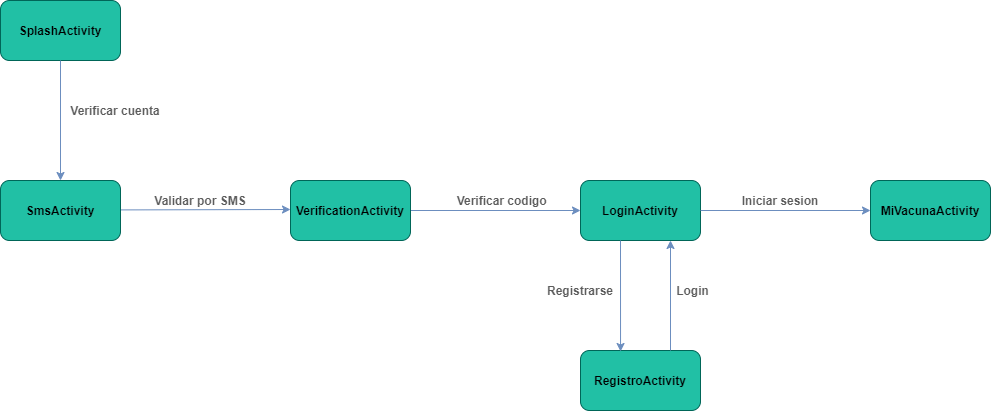 SplashActivity
Verificar cuenta
SmsActivity
Validar por SMS
VerificationActivity
Verificar codigo
LoginActivity
Iniciar sesion
MiVacunaActivity
Registrarse
Login
RegistroActivity